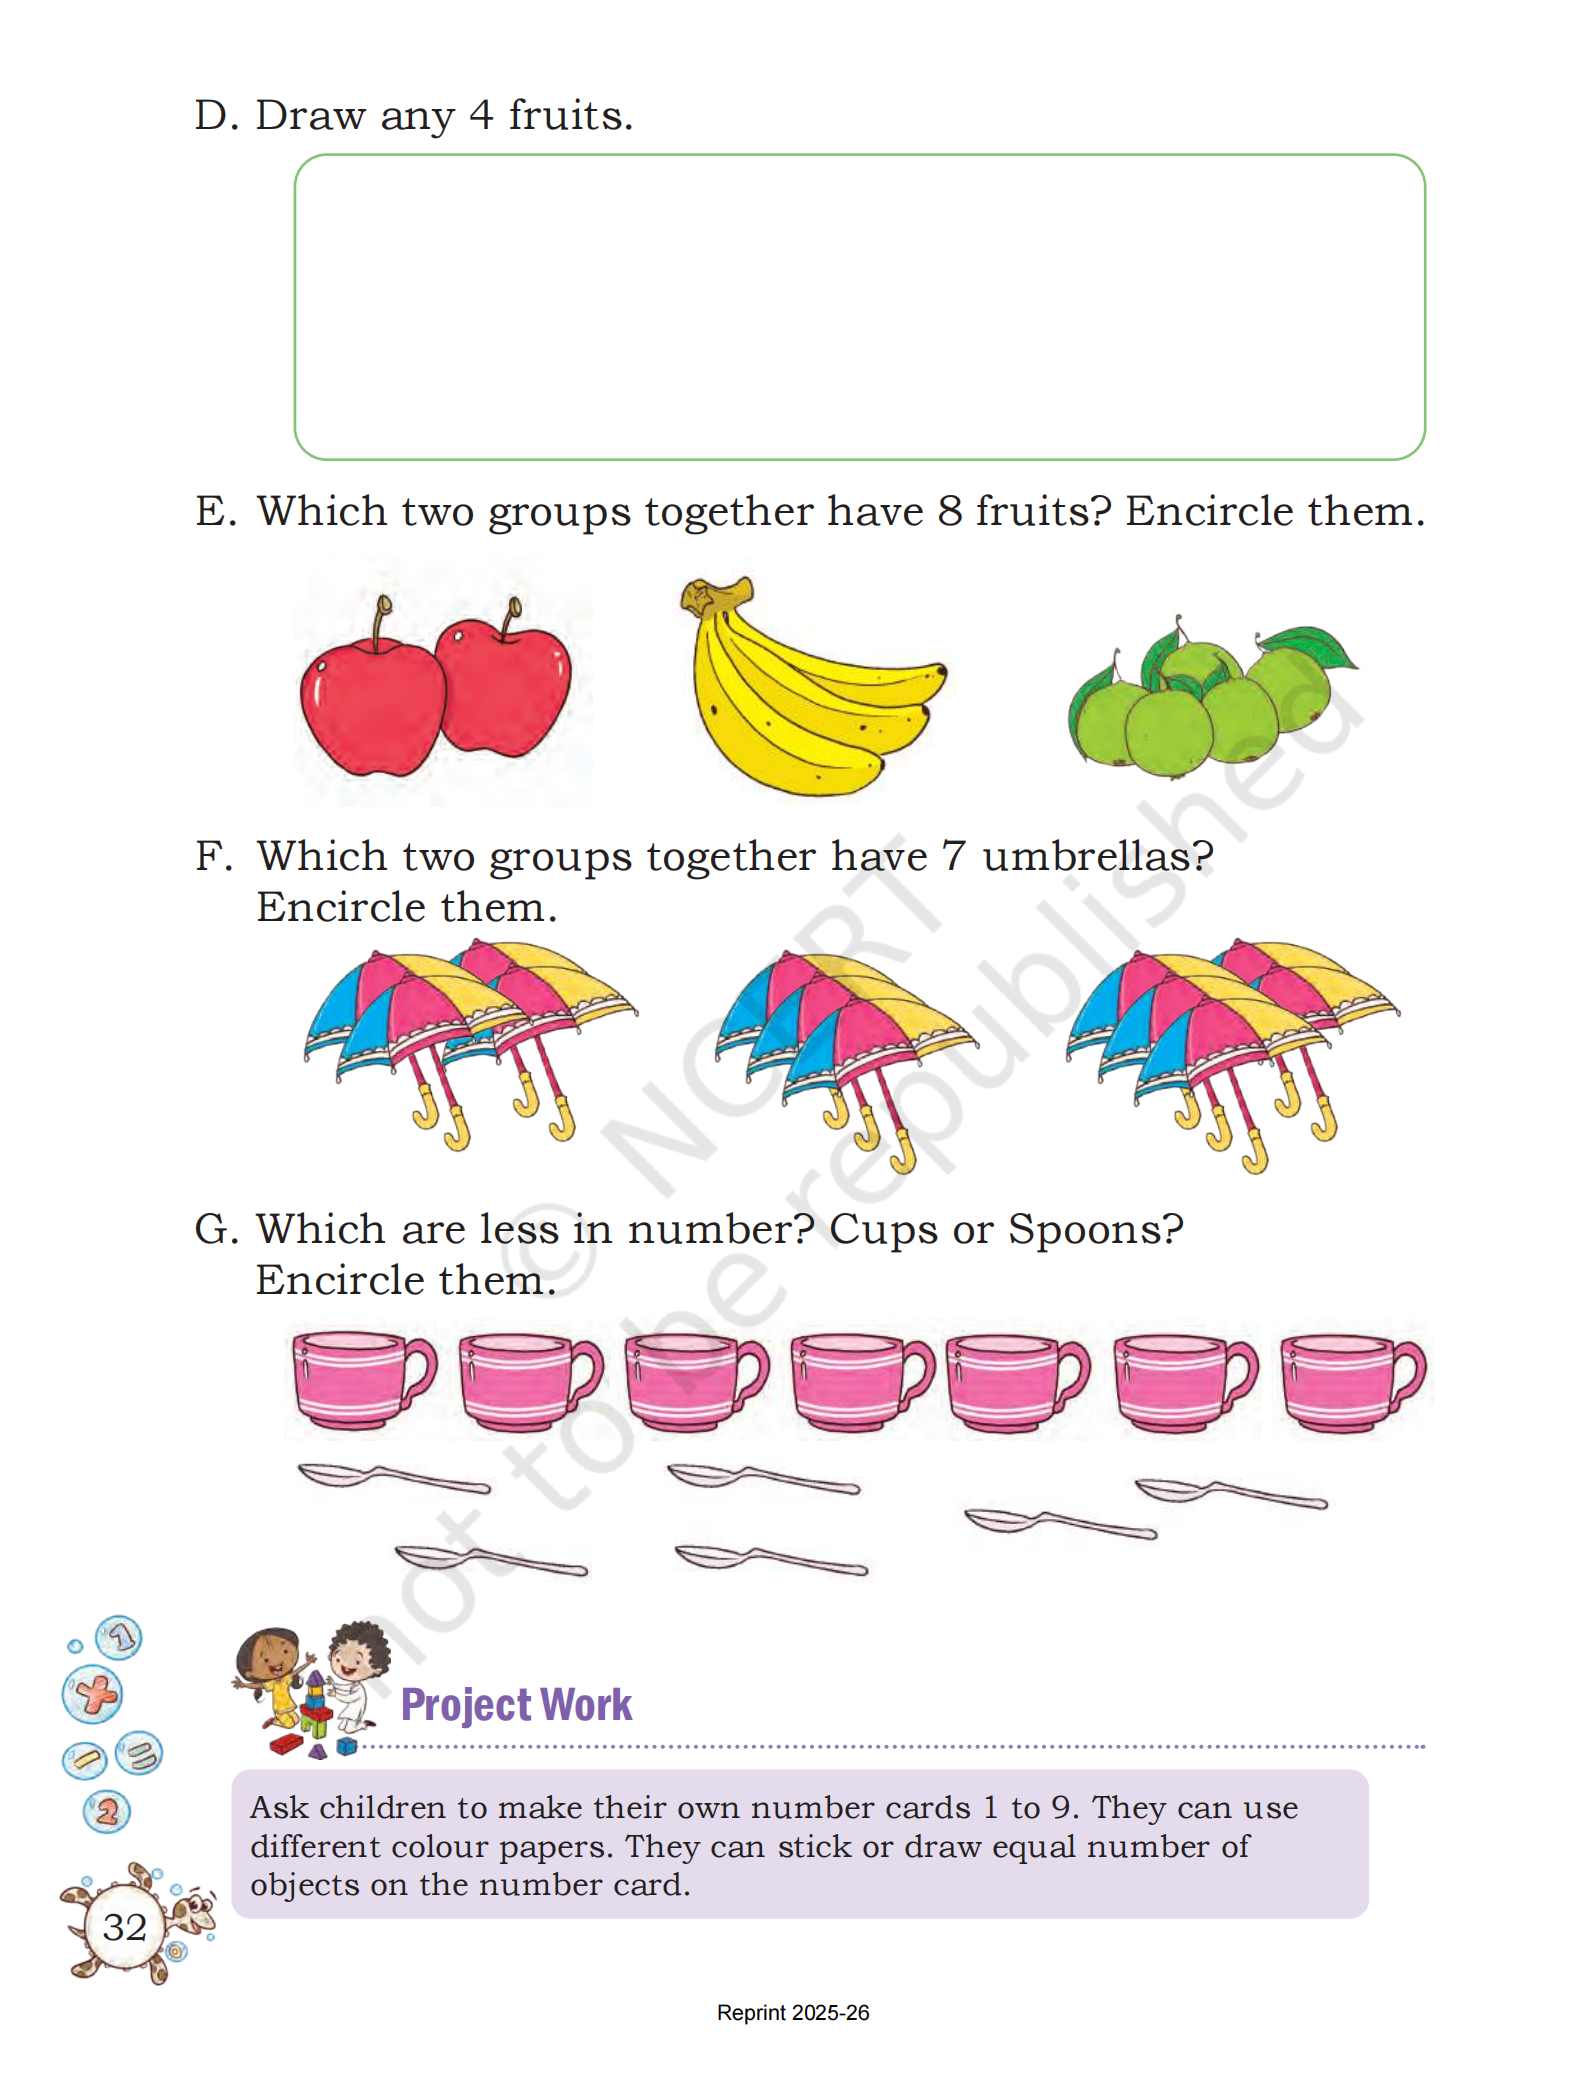 D. Draw any 4 fruits.
E. Which two groups together have 8 fruits? Encircle them.
F. Which two groups together have 7 umbrellas?
Encircle them.
G. Which are less in number? Cups or Spoons?
Encircle them.
© NCERT
not to be republished
1
2
Project Work
Ask children to make their own number cards 1 to 9. They can use
different colour papers. They can stick or draw equal number of
objects on the number card.
32
Reprint 2025-26